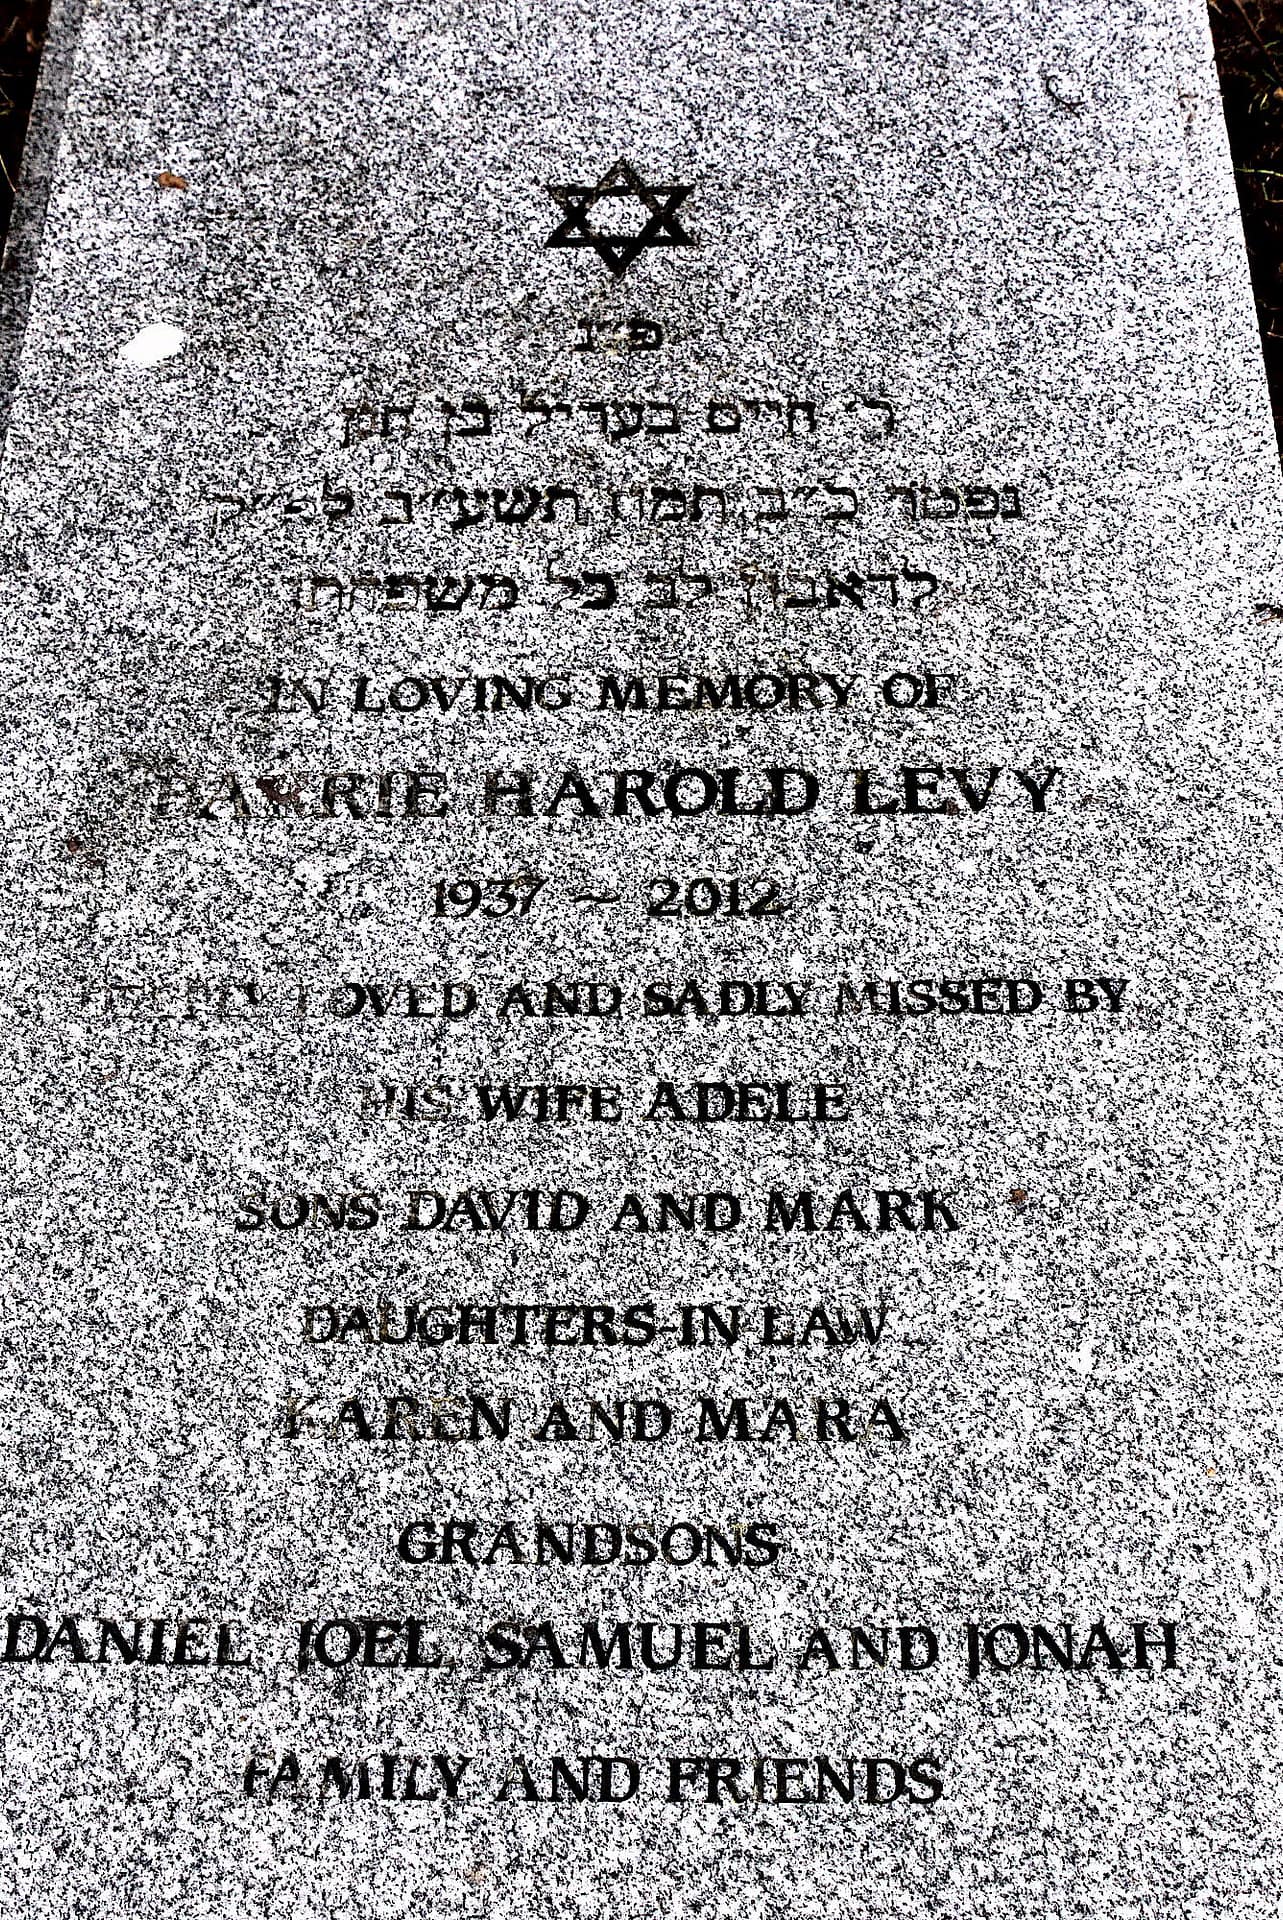 פ״נ
ר׳ חיים בעדיל בן חנן
נפטר כ״ב תמוז תשע״ב לפ״ק
לדאבון לב כל משפחתו
IN LOVING MEMORY OF
BARRIE HAROLD LEVY
1937 ~ 2012
DEEPLY LOVED AND SADLY MISSED BY
HIS WIFE ADELE
SONS DAVID AND MARK
DAUGHTERS-IN-LAW
KAREN AND MARA
GRANDSONS
DANIEL, JOEL, SAMUEL AND JONAH
FAMILY AND FRIENDS